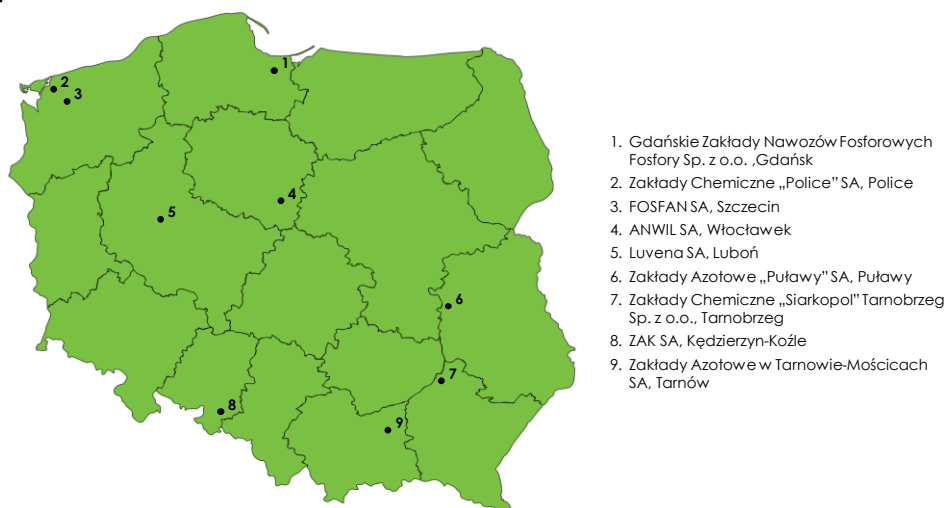 1
2
3
4
5
6
7
8
9
1. Gdańskie Zakłady Nawozów Fosforowych
Fosfory Sp. z o.o. ,Gdańsk
2. Zakłady Chemiczne „Police” SA, Police
3. FOSFAN SA, Szczecin
4. ANWIL SA, Włocławek
5. Luvena SA, Luboń
6. Zakłady Azotowe „Puławy” SA, Puławy
7. Zakłady Chemiczne „Siarkopol” Tarnobrzeg
Sp. z o.o., Tarnobrzeg
8. ZAK SA, Kędzierzyn-Koźle
9. Zakłady Azotowe w Tarnowie-Mościcach
SA, Tarnów